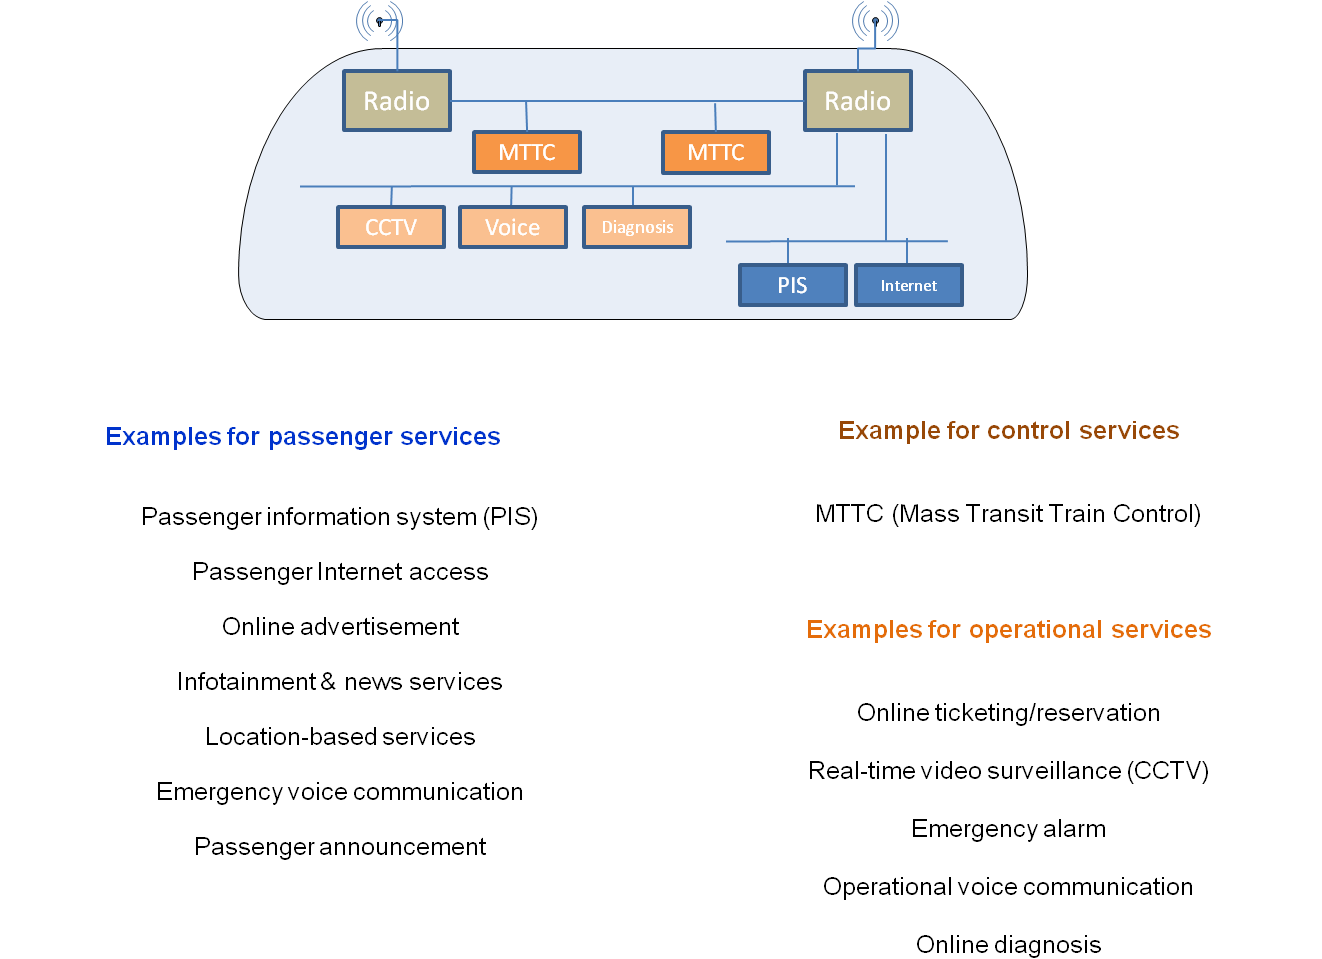 Radio
Radio
MTTC
MTTC
CCTV
Voice
Diagnosis
PIS
Internet
Examples for passenger services
Passenger information system (PIS)
Passenger Internet access
Online advertisement
Infotainment & news services
Location-based services
Emergency voice communication
Passenger announcement
Example for control services
MTTC (Mass Transit Train Control)
Examples for operational services
Online ticketing/reservation
Real-time video surveillance (CCTV)
Emergency alarm
Operational voice communication
Online diagnosis